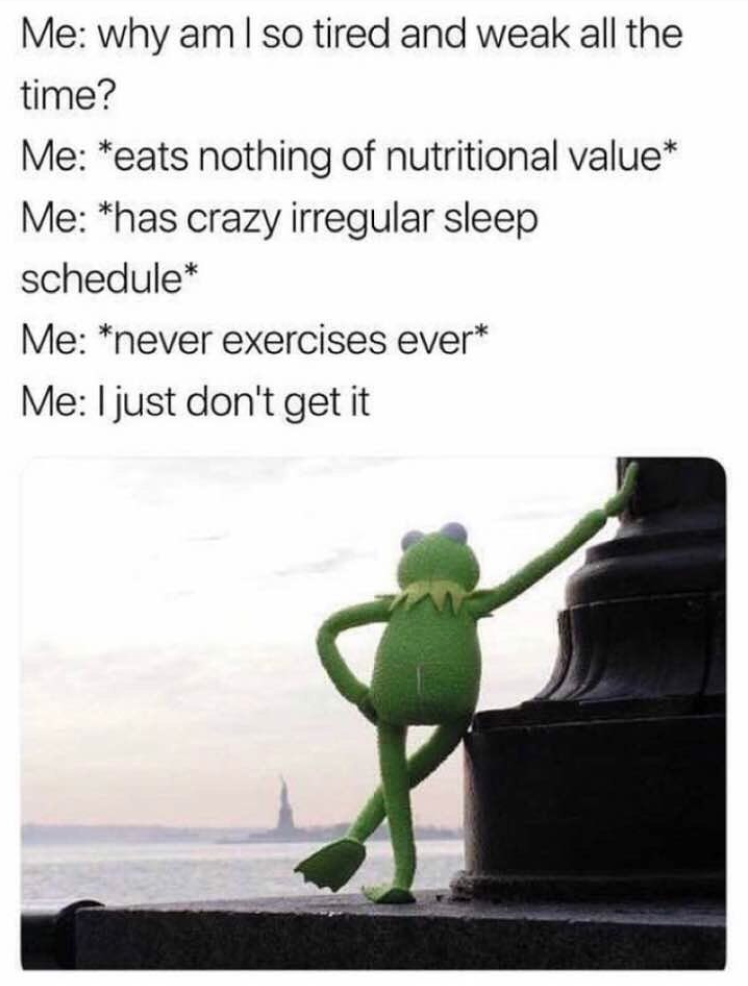 Me: why am I so tired and weak all the
time?
Me: *eats nothing of nutritional value*
Me: *has crazy irregular sleep
schedule*
Me: *never exercises ever*
Me: I just don't get it